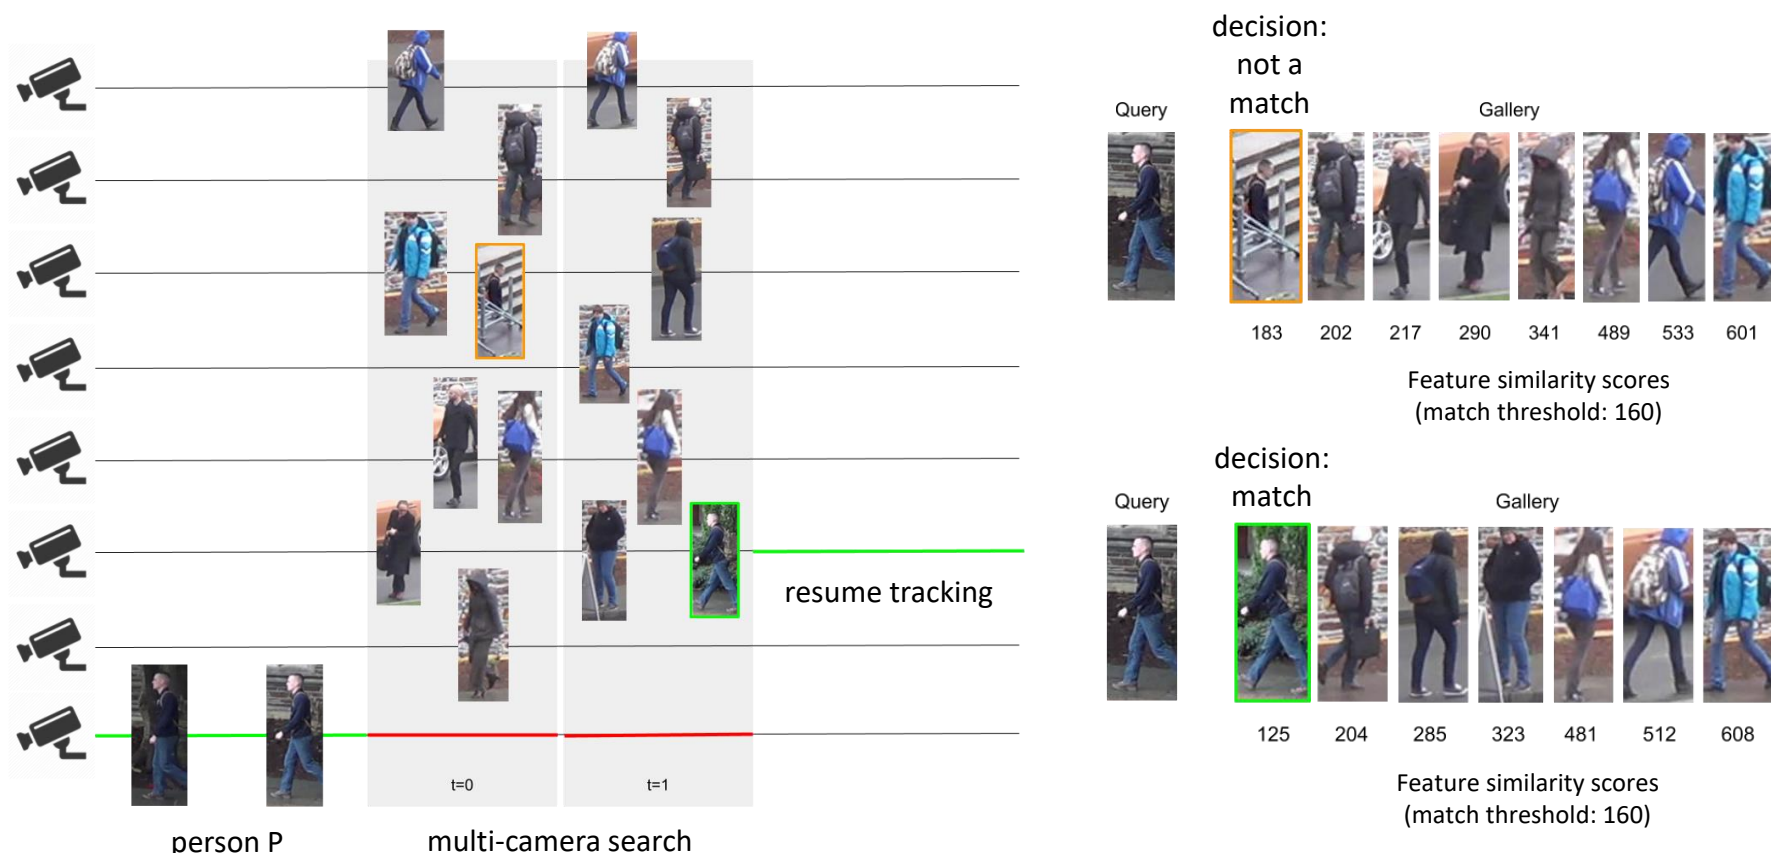 decision:
not a
match
Query
Gallery
183 202 217 290 341 489 533 601
Feature similarity scores
(match threshold: 160)
decision:
match
Query
Gallery
125 204 285 323 481 512 608
Feature similarity scores
(match threshold: 160)
resume tracking
t=0 t=1
person P multi-camera search